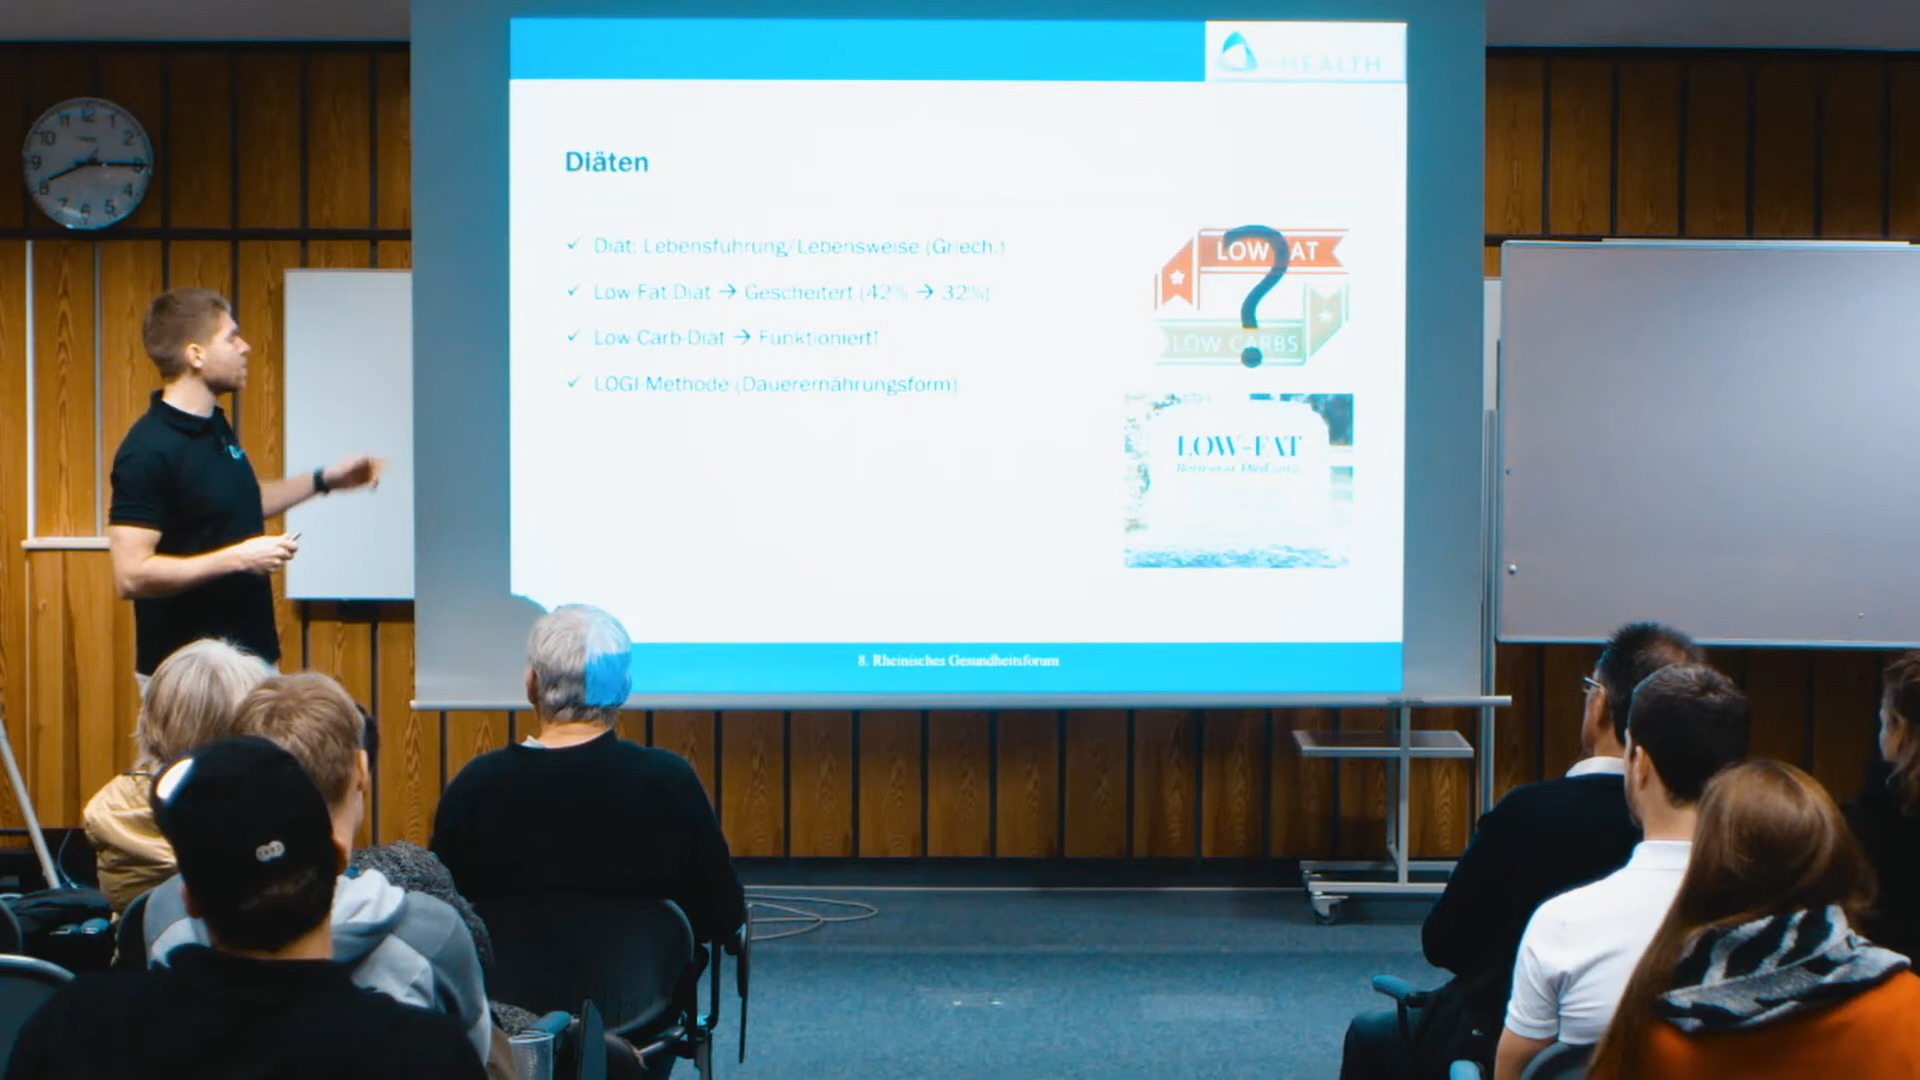 HEALTH
Diäten
✓ Diät: Lebensführung/Lebensweise (Griech.)
✓ Low-Fat-Diät → Gescheitert (42% → 32%)
✓ Low-Carb-Diät → Funktioniert!
✓ LOGI-Methode (Dauerernährungsform)
LOW AT
?
LOW CARBS
LOW-FAT
8. Rheinisches Gesundheitsforum